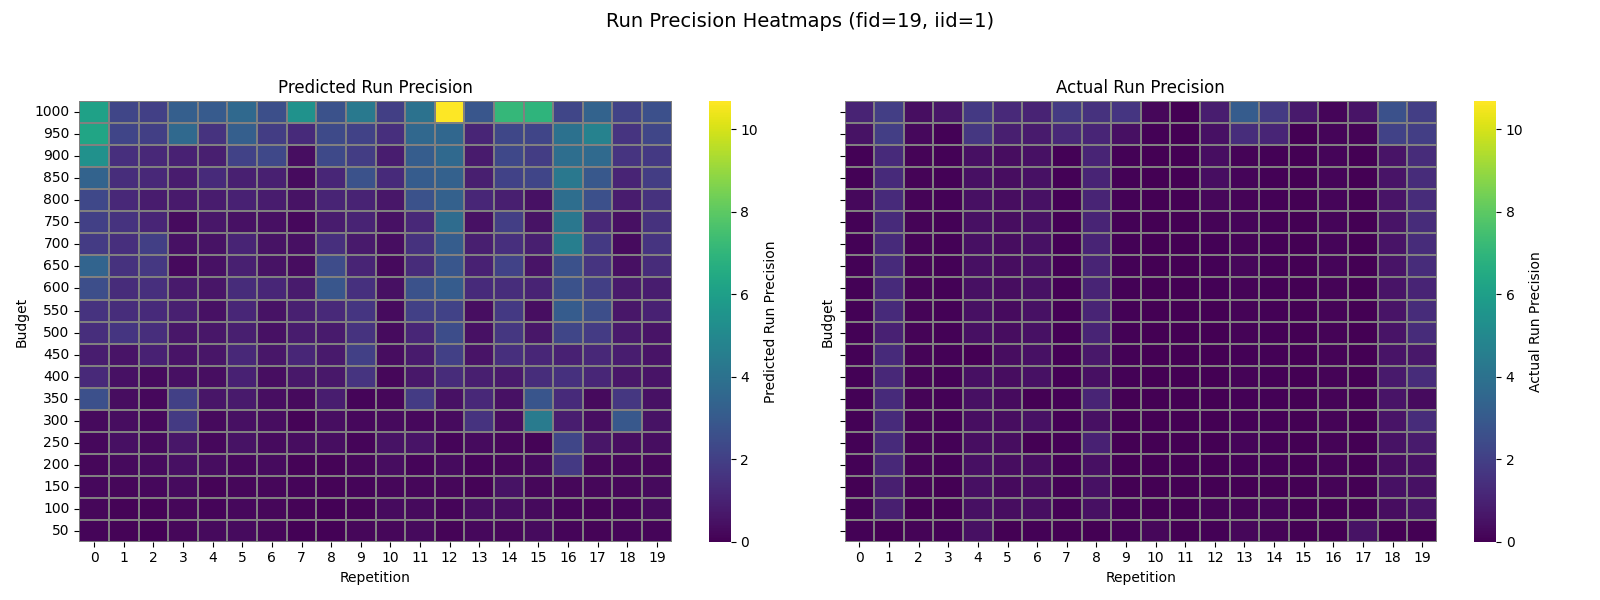 Run Precision Heatmaps (fid=19, iid=1)
Predicted Run Precision
1000
950
900
850
800
750
700
650
600
550
500
450
400
350
300
250
200
150
100
50
Budget
0 1 2 3 4 5 6 7 8 9 10 11 12 13 14 15 16 17 18 19
Repetition
10
8
6
4
2
0
Predicted Run Precision
Actual Run Precision
Budget
0 1 2 3 4 5 6 7 8 9 10 11 12 13 14 15 16 17 18 19
Repetition
10
8
6
4
2
0
Actual Run Precision